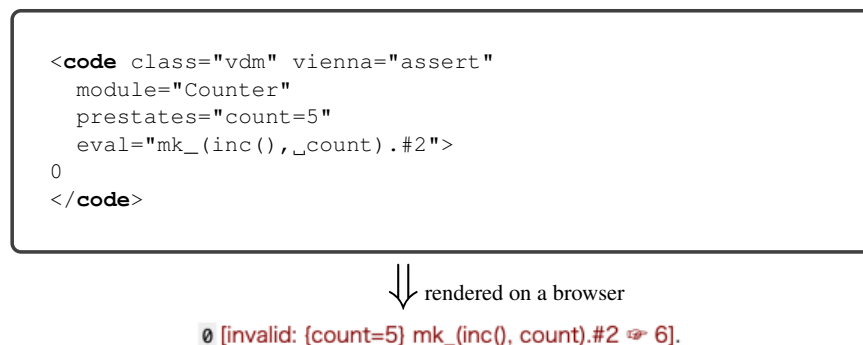 <code class="vdm" vienna="assert"
module="Counter"
prestates="count=5"
eval="mk_(inc(),␣count).#2">
0
</code>
⇓ rendered on a browser
0 [invalid: {count=5} mk_(inc(), count).#2 ☞ 6].